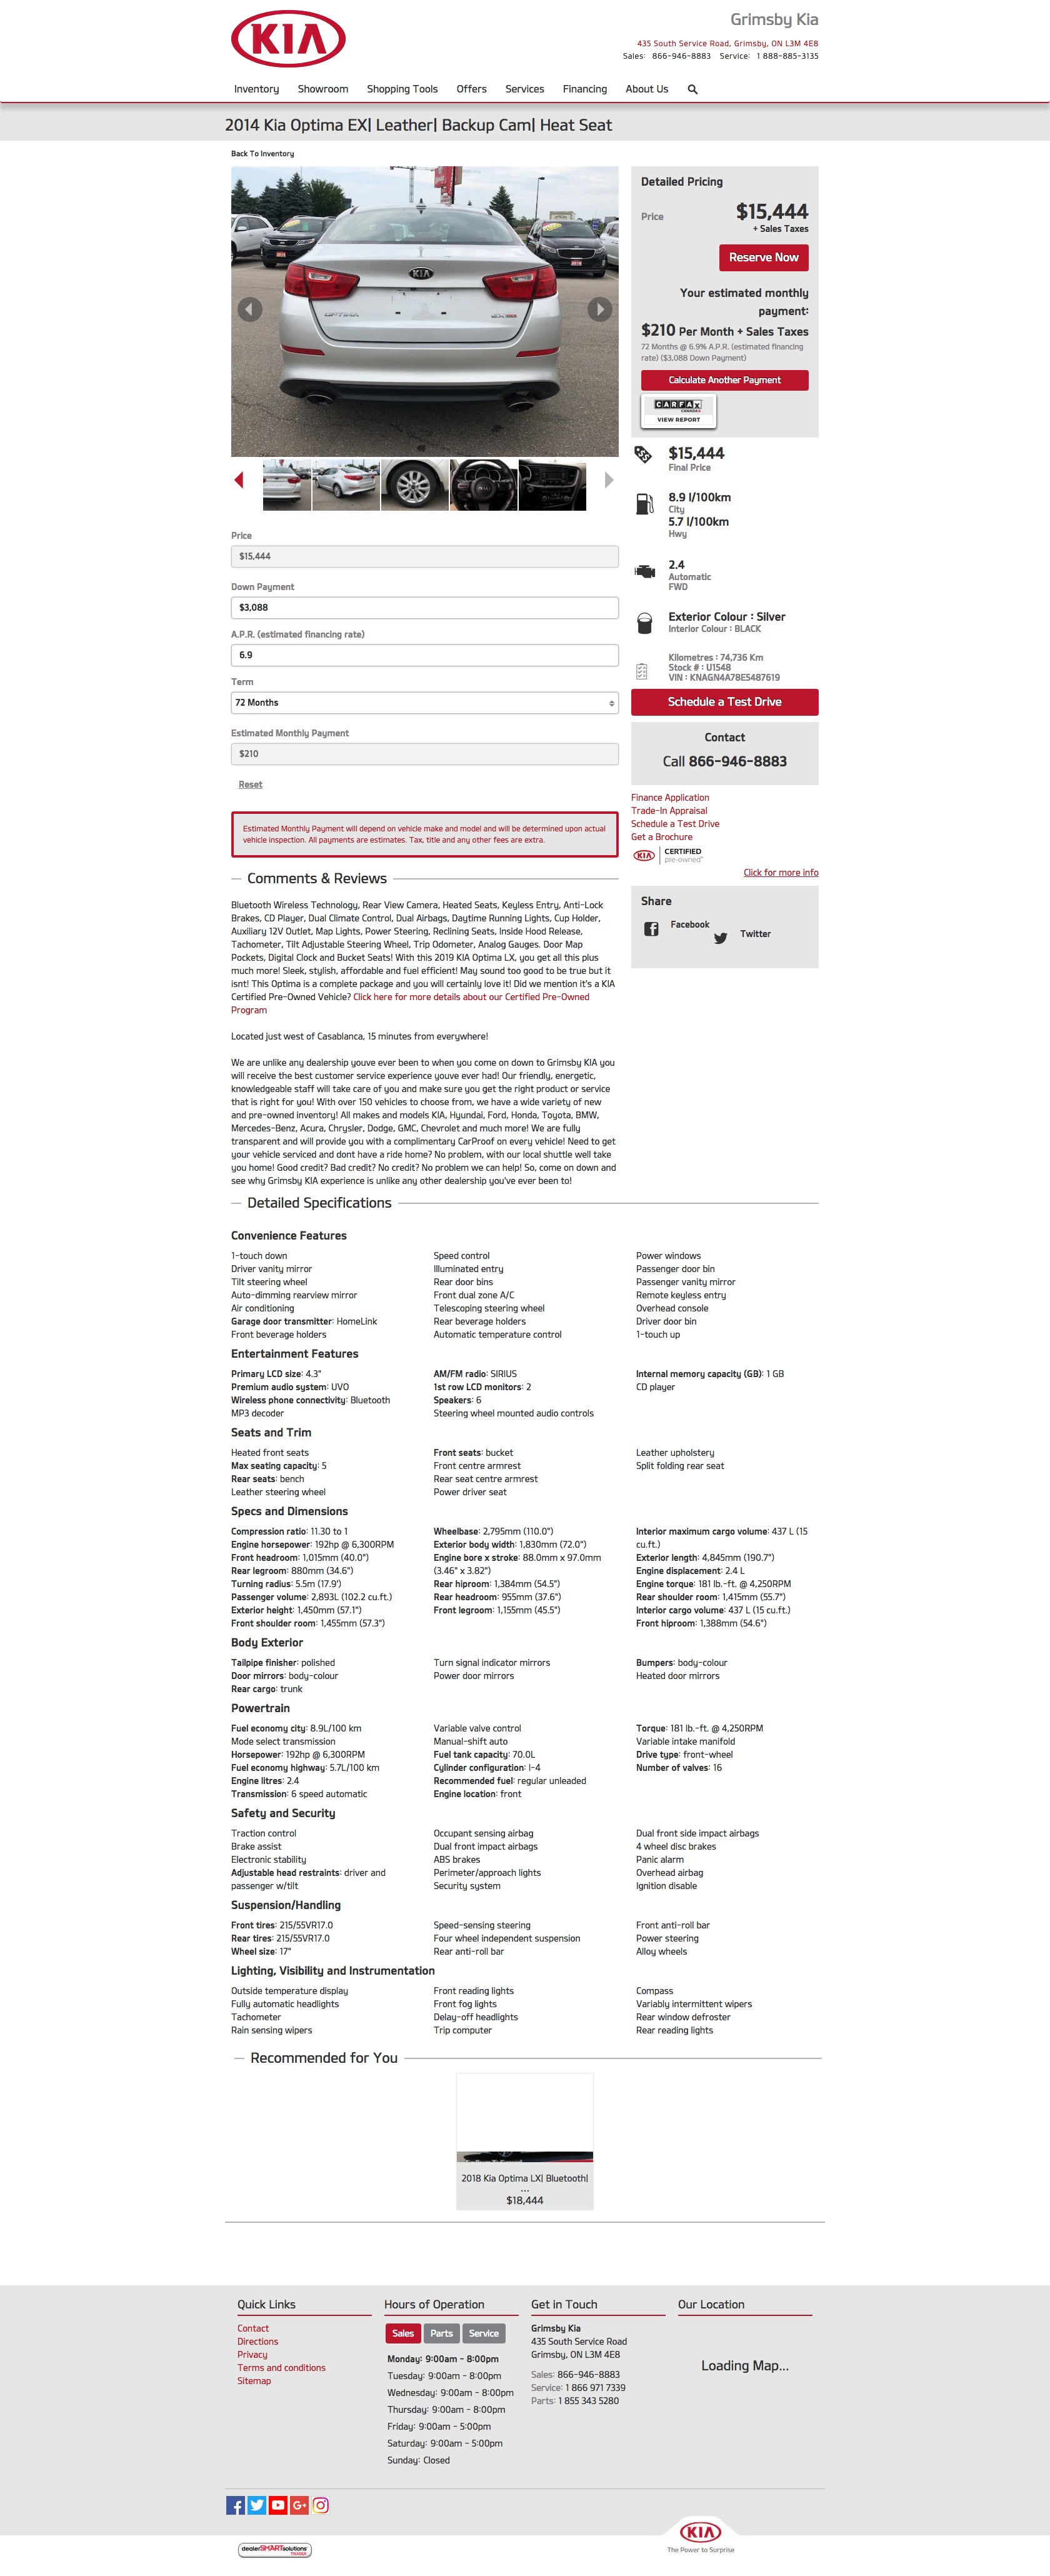 KIA
Grimsby Kia
435 South Service Road, Grimsby, ON L3M 4E8
Sales: 866-946-8883 Service: 1 888-885-3135
Inventory Showroom Shopping Tools Offers Services Financing About Us
2014 Kia Optima EX| Leather| Backup Cam| Heat Seat
Back To Inventory
KIA
OPTIMA
EX
Detailed Pricing
Price $15,444
+ Sales Taxes
Reserve Now
Your estimated monthly
payment:
$210 Per Month + Sales Taxes
72 Months @ 6.9% A.P.R. (estimated financing
rate) ($3,088 Down Payment)
Calculate Another Payment
CARFAX
CANADA
VIEW REPORT
$15,444
Final Price
8.9 l/100km
City
5.7 l/100km
Hwy
2.4
Automatic
FWD
Exterior Colour : Silver
Interior Colour : BLACK
Kilometres : 74,736 Km
Stock # : U1548
VIN : KNAGN4A78E5487619
Schedule a Test Drive
Contact
Call 866-946-8883
Finance Application
Trade-In Appraisal
Schedule a Test Drive
Get a Brochure
KIA CERTIFIED
pre-owned
Click for more info
Share
Facebook
Twitter
Price
$15,444
Down Payment
$3,088
A.P.R. (estimated financing rate)
6.9
Term
72 Months
Estimated Monthly Payment
$210
Reset
Estimated Monthly Payment will depend on vehicle make and model and will be determined upon actual
vehicle inspection. All payments are estimates. Tax, title and any other fees are extra.
Comments & Reviews
Bluetooth Wireless Technology, Rear View Camera, Heated Seats, Keyless Entry, Anti-Lock
Brakes, CD Player, Dual Climate Control, Dual Airbags, Daytime Running Lights, Cup Holder,
Auxiliary 12V Outlet, Map Lights, Power Steering, Reclining Seats, Inside Hood Release,
Tachometer, Tilt Adjustable Steering Wheel, Trip Odometer, Analog Gauges. Door Map
Pockets, Digital Clock and Bucket Seats! With this 2019 KIA Optima LX, you get all this plus
much more! Sleek, stylish, affordable and fuel efficient! May sound too good to be true but it
isnt! This Optima is a complete package and you will certainly love it! Did we mention it's a KIA
Certified Pre-Owned Vehicle? Click here for more details about our Certified Pre-Owned
Program
Located just west of Casablanca, 15 minutes from everywhere!
We are unlike any dealership youve ever been to when you come on down to Grimsby KIA you
will receive the best customer service experience youve ever had! Our friendly, energetic,
knowledgeable staff will take care of you and make sure you get the right product or service
that is right for you! With over 150 vehicles to choose from, we have a wide variety of new
and pre-owned inventory! All makes and models KIA, Hyundai, Ford, Honda, Toyota, BMW,
Mercedes-Benz, Acura, Chrysler, Dodge, GMC, Chevrolet and much more! We are fully
transparent and will provide you with a complimentary CarProof on every vehicle! Need to get
your vehicle serviced and dont have a ride home? No problem, with our local shuttle well take
you home! Good credit? Bad credit? No credit? No problem we can help! So, come on down and
see why Grimsby KIA experience is unlike any other dealership you've ever been to!
Detailed Specifications
Convenience Features
1-touch down Speed control Power windows
Driver vanity mirror Illuminated entry Passenger door bin
Tilt steering wheel Rear door bins Passenger vanity mirror
Auto-dimming rearview mirror Front dual zone A/C Remote keyless entry
Air conditioning Telescoping steering wheel Overhead console
Garage door transmitter: HomeLink Rear beverage holders Driver door bin
Front beverage holders Automatic temperature control 1-touch up
Entertainment Features
Primary LCD size: 4.3" AM/FM radio: SIRIUS Internal memory capacity (GB): 1 GB
Premium audio system: UVO 1st row LCD monitors: 2 CD player
Wireless phone connectivity: Bluetooth Speakers: 6
MP3 decoder Steering wheel mounted audio controls
Seats and Trim
Heated front seats Front seats: bucket Leather upholstery
Max seating capacity: 5 Front centre armrest Split folding rear seat
Rear seats: bench Rear seat centre armrest
Leather steering wheel Power driver seat
Specs and Dimensions
Compression ratio: 11.30 to 1 Wheelbase: 2,795mm (110.0") Interior maximum cargo volume: 437 L (15
Engine horsepower: 192hp @ 6,300RPM Exterior body width: 1,830mm (72.0") cu.ft.)
Front headroom: 1,015mm (40.0") Engine bore x stroke: 88.0mm x 97.0mm Exterior length: 4,845mm (190.7")
Rear legroom: 880mm (34.6") (3.46" x 3.82") Engine displacement: 2.4 L
Turning radius: 5.5m (17.9') Rear hiproom: 1,384mm (54.5") Engine torque: 181 lb.-ft. @ 4,250RPM
Passenger volume: 2,893L (102.2 cu.ft.) Rear headroom: 955mm (37.6") Rear shoulder room: 1,415mm (55.7")
Exterior height: 1,450mm (57.1") Front legroom: 1,155mm (45.5") Interior cargo volume: 437 L (15 cu.ft.)
Front shoulder room: 1,455mm (57.3") Front hiproom: 1,388mm (54.6")
Body Exterior
Tailpipe finisher: polished Turn signal indicator mirrors Bumpers: body-colour
Door mirrors: body-colour Power door mirrors Heated door mirrors
Rear cargo: trunk
Powertrain
Fuel economy city: 8.9L/100 km Variable valve control Torque: 181 lb.-ft. @ 4,250RPM
Mode select transmission Manual-shift auto Variable intake manifold
Horsepower: 192hp @ 6,300RPM Fuel tank capacity: 70.0L Drive type: front-wheel
Fuel economy highway: 5.7L/100 km Cylinder configuration: I-4 Number of valves: 16
Engine litres: 2.4 Recommended fuel: regular unleaded
Transmission: 6 speed automatic Engine location: front
Safety and Security
Traction control Occupant sensing airbag Dual front side impact airbags
Brake assist Dual front impact airbags 4 wheel disc brakes
Electronic stability ABS brakes Panic alarm
Adjustable head restraints: driver and Perimeter/approach lights Overhead airbag
passenger w/tilt Security system Ignition disable
Suspension/Handling
Front tires: 215/55VR17.0 Speed-sensing steering Front anti-roll bar
Rear tires: 215/55VR17.0 Four wheel independent suspension Power steering
Wheel size: 17" Rear anti-roll bar Alloy wheels
Lighting, Visibility and Instrumentation
Outside temperature display Front reading lights Compass
Fully automatic headlights Front fog lights Variably intermittent wipers
Tachometer Delay-off headlights Rear window defroster
Rain sensing wipers Trip computer Rear reading lights
Recommended for You
2018 Kia Optima LX| Bluetooth|
...
$18,444
Quick Links
Contact
Directions
Privacy
Terms and conditions
Sitemap
Hours of Operation
Sales Parts Service
Monday: 9:00am - 8:00pm
Tuesday: 9:00am - 8:00pm
Wednesday: 9:00am - 8:00pm
Thursday: 9:00am - 8:00pm
Friday: 9:00am - 5:00pm
Saturday: 9:00am - 5:00pm
Sunday: Closed
Get in Touch
Grimsby Kia
435 South Service Road
Grimsby, ON L3M 4E8
Sales: 866-946-8883
Service: 1 866 971 7339
Parts: 1 855 343 5280
Our Location
Loading Map...
KIA
The Power to Surprise
dealerSMARTsolutions